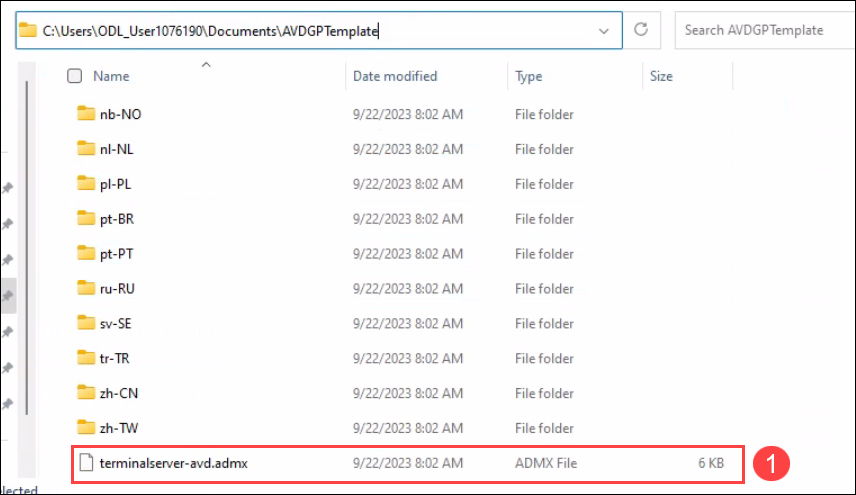 C:\Users\ODL_User1076190\Documents\AVDGPTemplate
Search AVDGPTemplate
Name Date modified Type Size
nb-NO 9/22/2023 8:02 AM File folder
nl-NL 9/22/2023 8:02 AM File folder
pl-PL 9/22/2023 8:02 AM File folder
pt-BR 9/22/2023 8:02 AM File folder
pt-PT 9/22/2023 8:02 AM File folder
ru-RU 9/22/2023 8:02 AM File folder
sv-SE 9/22/2023 8:02 AM File folder
tr-TR 9/22/2023 8:02 AM File folder
zh-CN 9/22/2023 8:02 AM File folder
zh-TW 9/22/2023 8:02 AM File folder
terminalserver-avd.admx 9/22/2023 8:02 AM ADMX File 6 KB
1